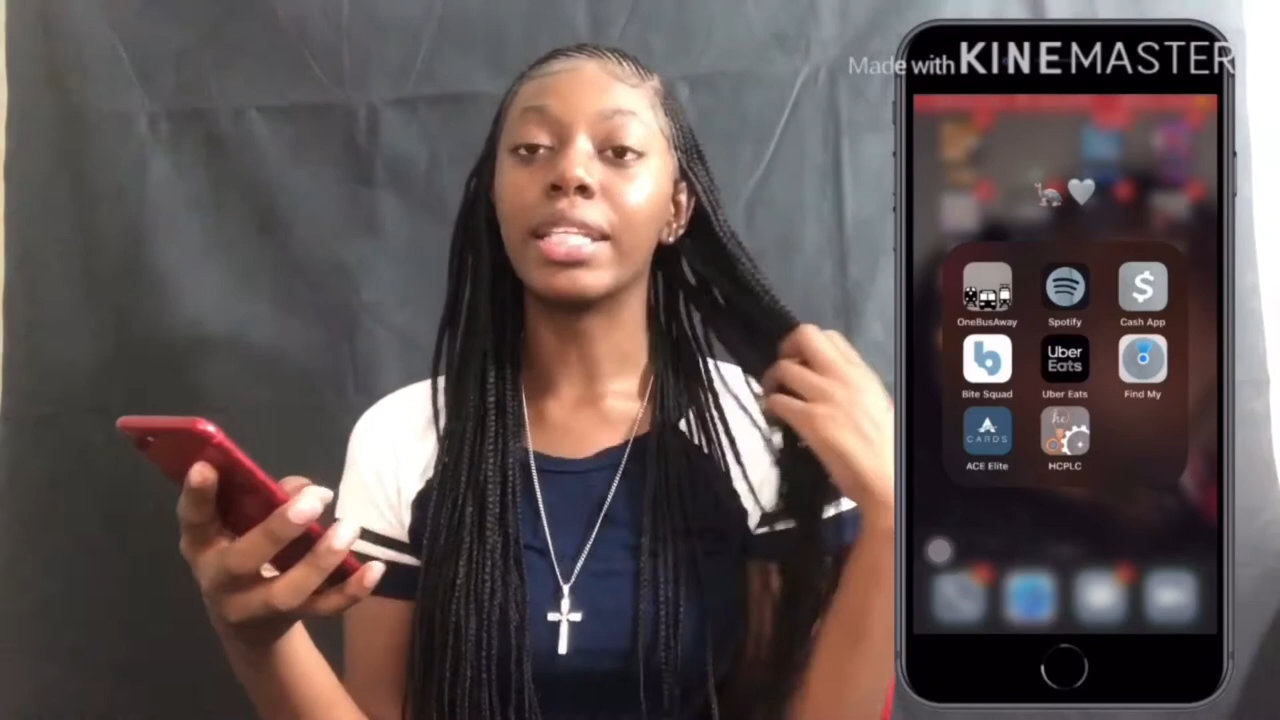 Made with KINEMASTER
OneBusAway
Spotify
Cash App
Bite Squad
Uber
Eats
Uber Eats
Find My
CARDS
ACE Elite
hc
HCPLC